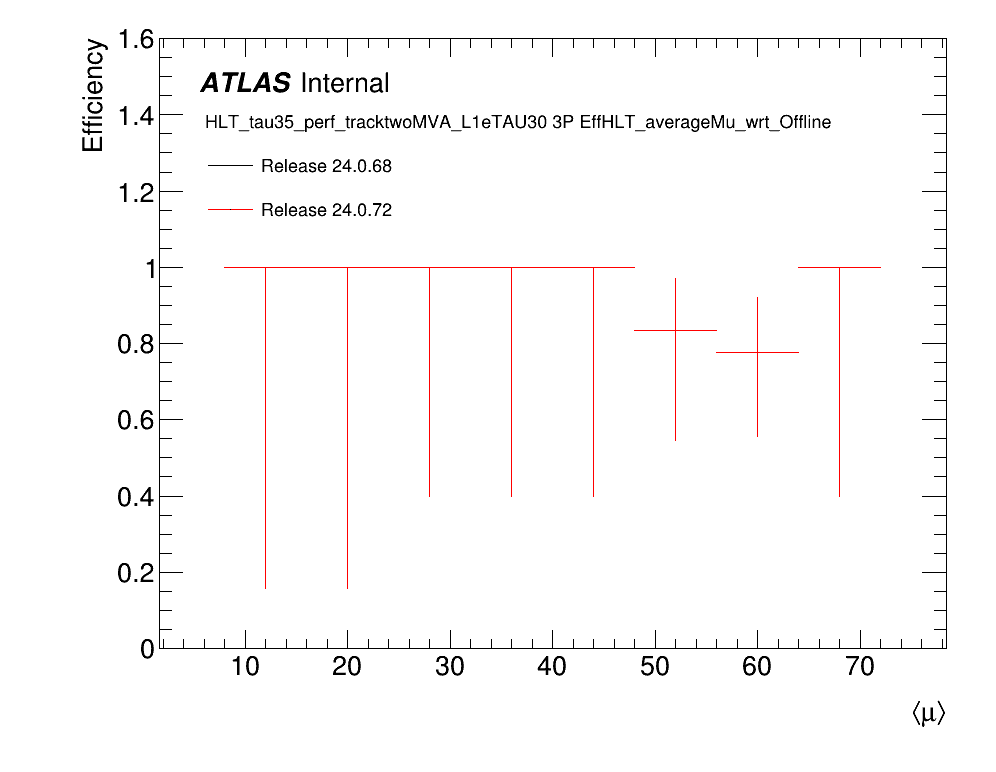 Efficiency
1.6
1.4
1.2
1
0.8
0.6
0.4
0.2
0
ATLAS Internal
HLT_tau35_perf_tracktwoMVA_L1eTAU30 3P EffHLT_averageMu_wrt_Offline
Release 24.0.68
Release 24.0.72
10 20 30 40 50 60 70
⟨μ⟩